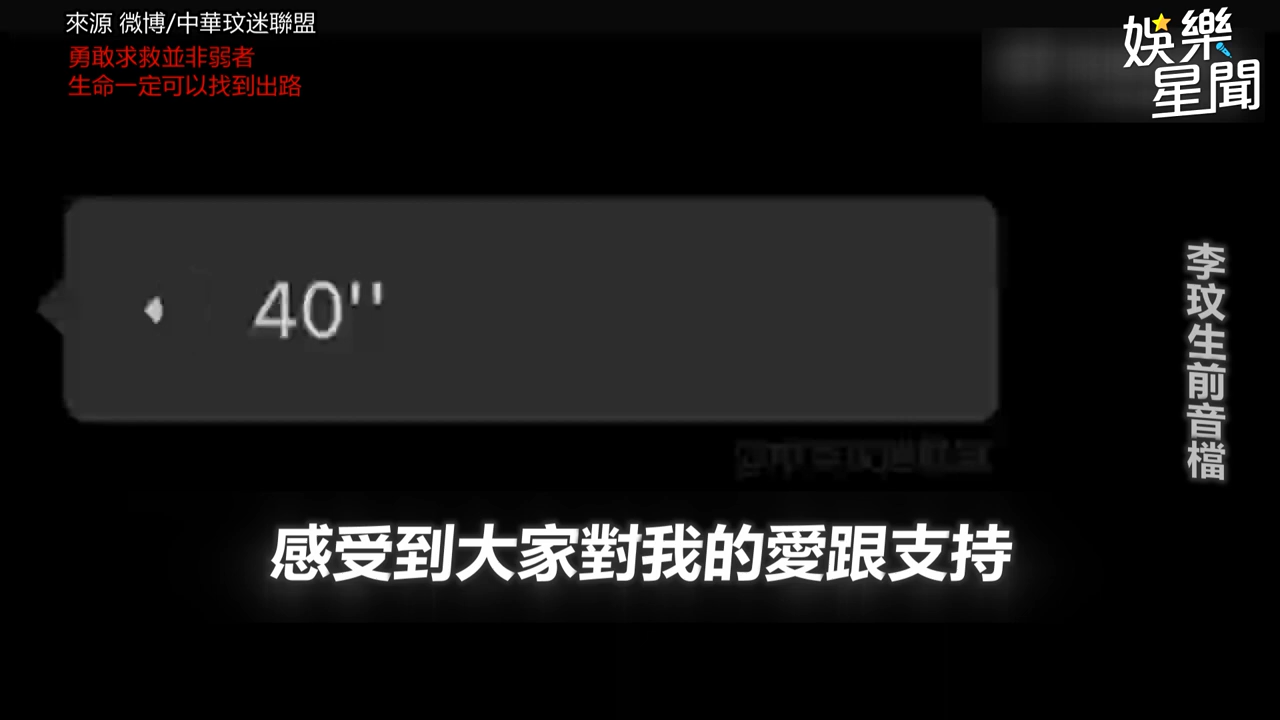 來源 微博/中華玟迷聯盟
勇敢求救並非弱者
生命一定可以找到出路
娛樂
星聞
40''
李玟生前音檔
感受到大家對我的愛跟支持